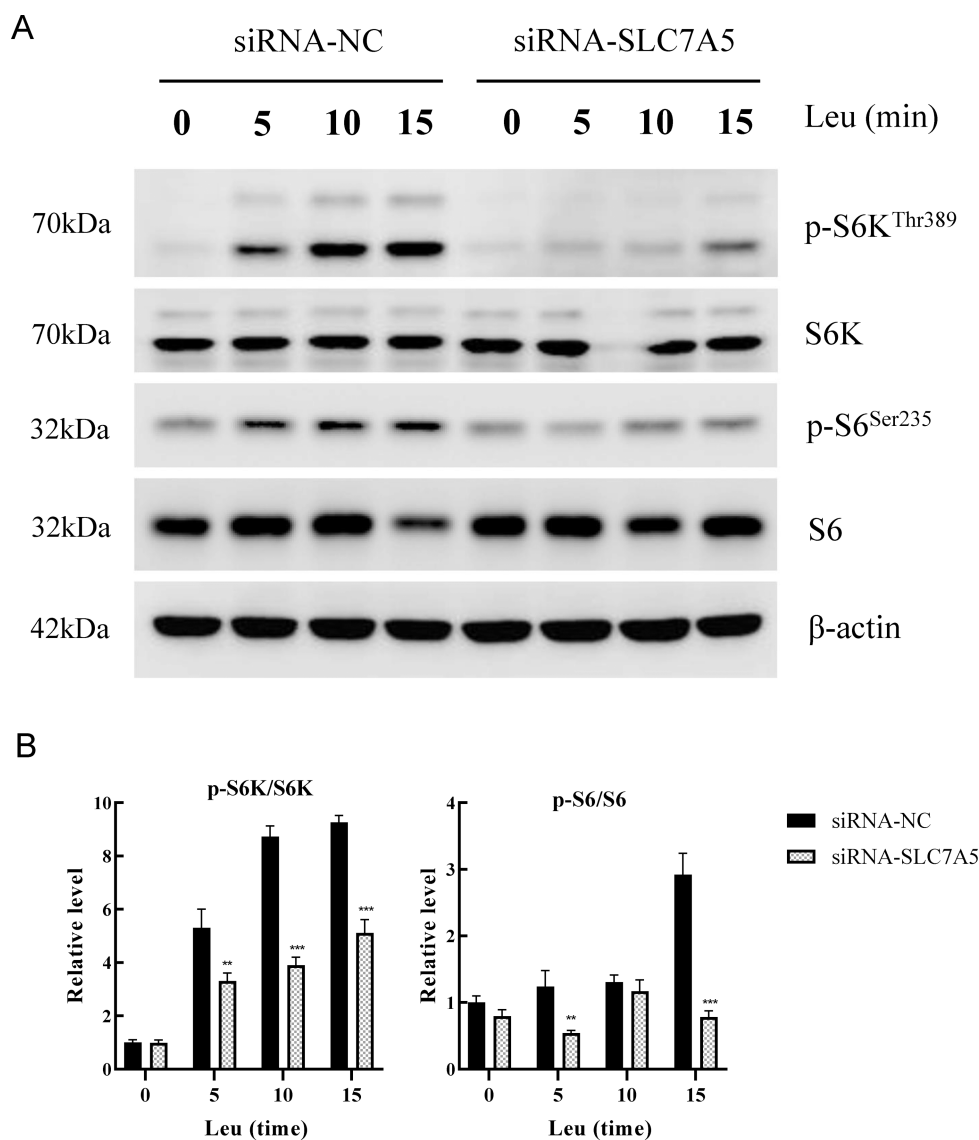 A
siRNA-NC siRNA-SLC7A5
0 5 10 15 0 5 10 15 Leu (min)
70kDa p-S6K^Thr389
70kDa S6K
32kDa p-S6^Ser235
32kDa S6
42kDa β-actin
B
p-S6K/S6K
Relative level
10
8
6
4
2
0
** *** ***
0 5 10 15
Leu (time)
p-S6/S6
Relative level
4
3
2
1
0
** ***
0 5 10 15
Leu (time)
siRNA-NC
siRNA-SLC7A5